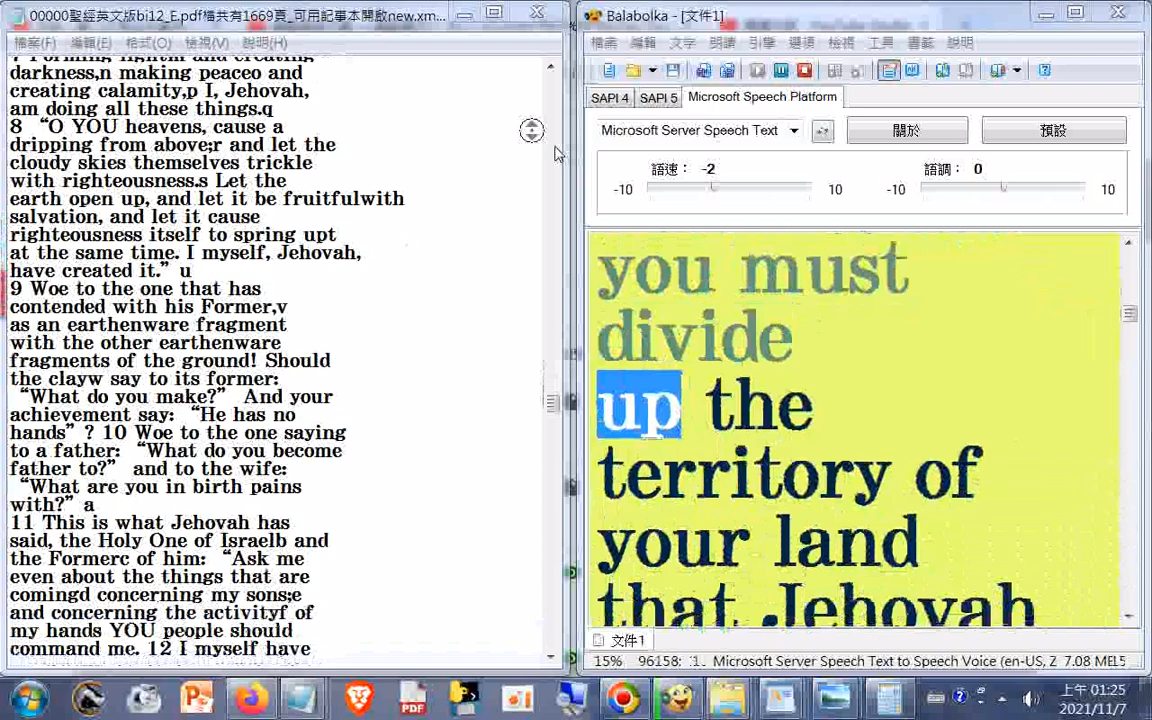 00000聖經英文版bi12_E.pdf檔共有1669頁_可用記事本開啟new.xm...
檔案(F) 編輯(E) 格式(O) 檢視(V) 說明(H)
7 Forming lightm and creating
darkness,n making peaceo and
creating calamity,p I, Jehovah,
am doing all these things.q
8 “O YOU heavens, cause a
dripping from above;r and let the
cloudy skies themselves trickle
with righteousness.s Let the
earth open up, and let it be fruitfulwith
salvation, and let it cause
righteousness itself to spring upt
at the same time. I myself, Jehovah,
have created it.” u
9 Woe to the one that has
contended with his Former,v
as an earthenware fragment
with the other earthenware
fragments of the ground! Should
the clayw say to its former:
“What do you make?” And your
achievement say: “He has no
hands” ? 10 Woe to the one saying
to a father: “What do you become
father to?” and to the wife:
“What are you in birth pains
with?” a
11 This is what Jehovah has
said, the Holy One of Israelb and
the Formerc of him: “Ask me
even about the things that are
comingd concerning my sons;e
and concerning the activityf of
my hands YOU people should
command me. 12 I myself have
Balabolka - [文件1]
檔案 編輯 文字 朗讀 引擎 選項 檢視 工具 書籤 說明
SAPI 4 SAPI 5 Microsoft Speech Platform
Microsoft Server Speech Text 關於 預設
語速: -2 語調: 0
-10 10 -10 10
you must
divide
up the
territory of
your land
that Jehovah
文件1
15% 96158: Microsoft Server Speech Text to Speech Voice (en-US, Z 7.08 МБ
PDF
上午 01:25
2021/11/7